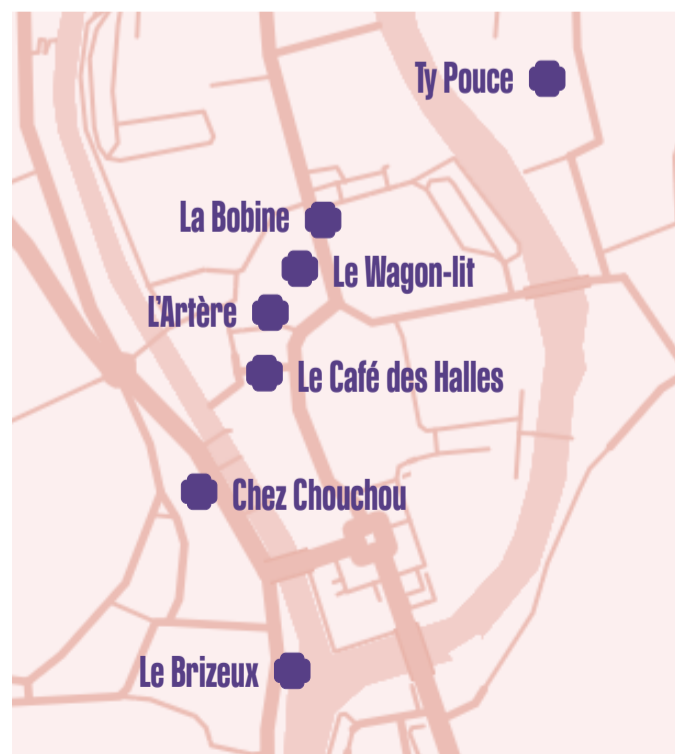 Ty Pouce
La Bobine
Le Wagon-lit
L'Artère
Le Café des Halles
Chez Chouchou
Le Brizeux